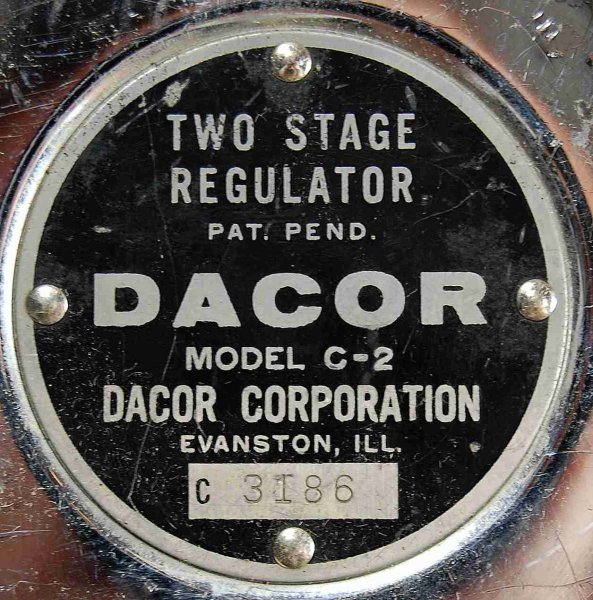 TWO STAGE
REGULATOR
PAT. PEND.
DACOR
MODEL C-2
DACOR CORPORATION
EVANSTON, ILL.
C 3186